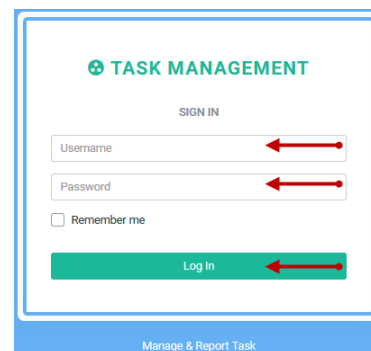 TASK MANAGEMENT
SIGN IN
Username
Password
Remember me
Log In
Manage & Report Task